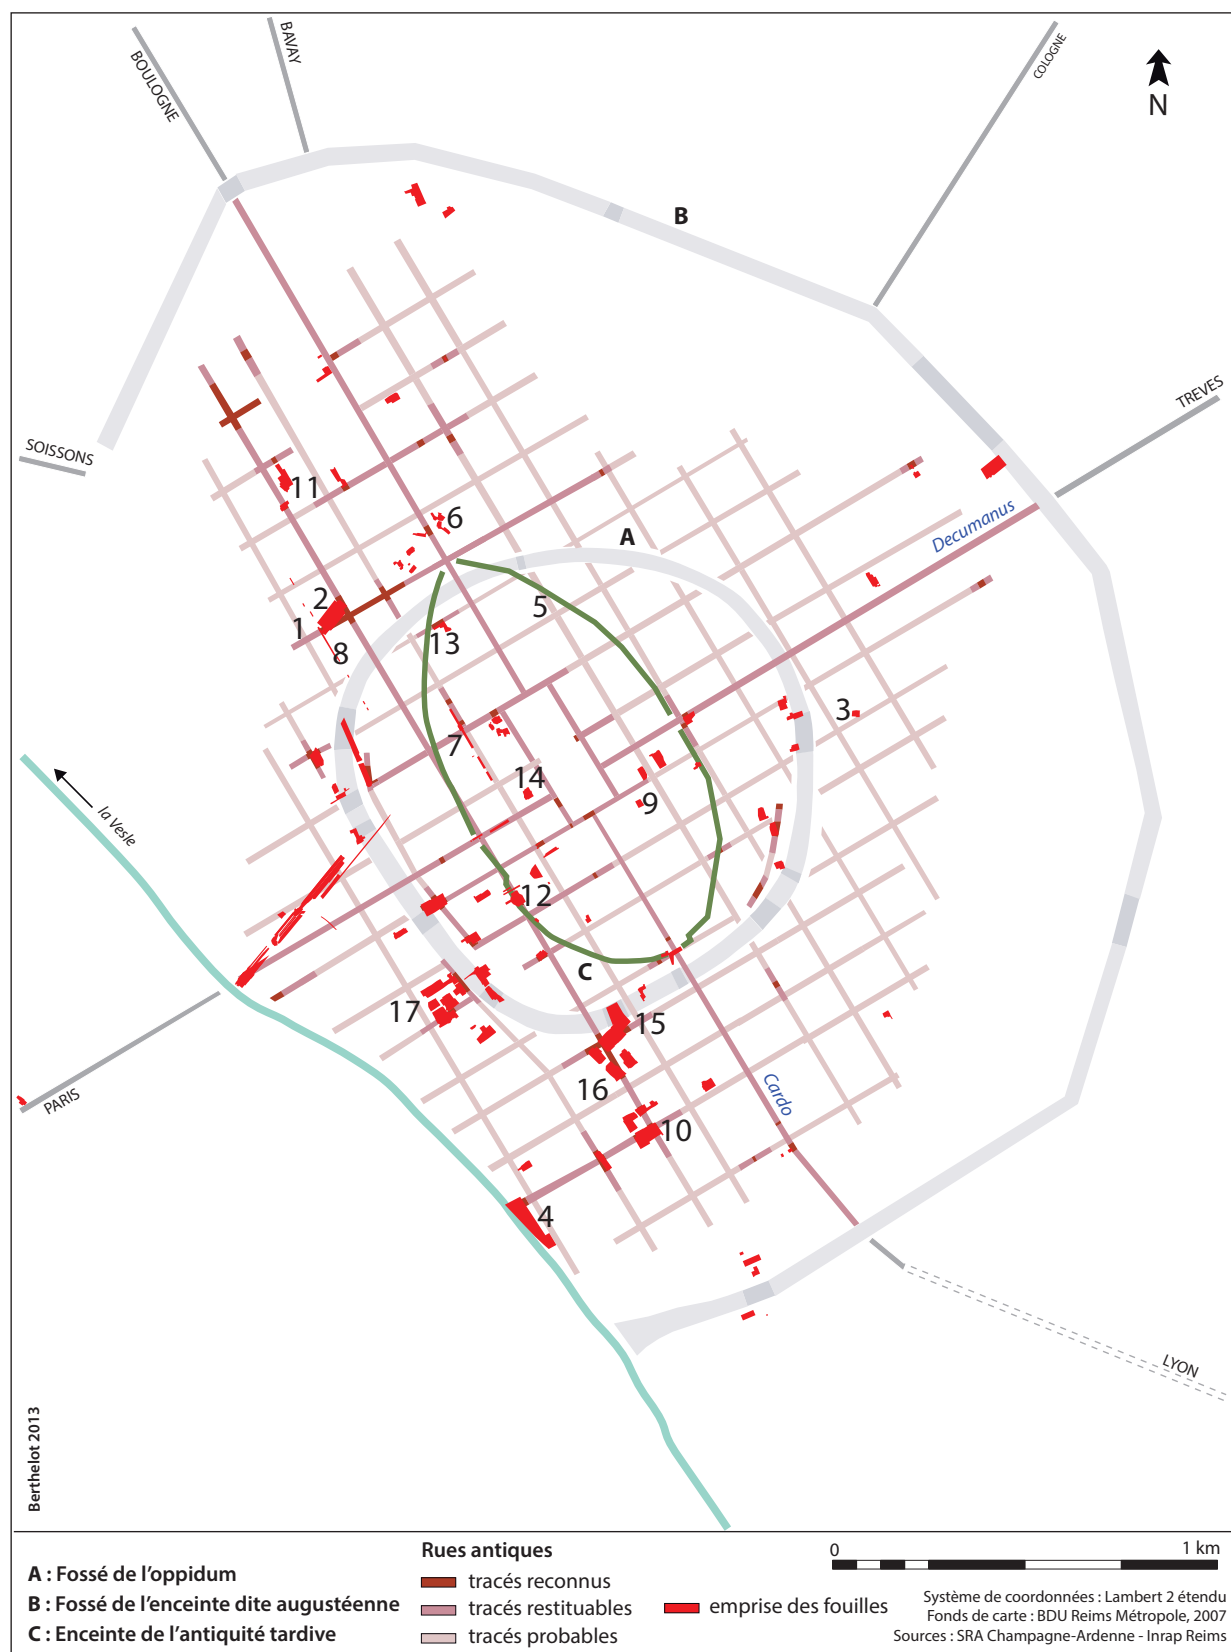 BOULOGNE
BAVAY
COLOGNE
N
B
TREVES
SOISSONS
11
6
Decumanus
A
2
5
1
8
13
3
7
14
9
la Vesle
12
C
17
15
16
Cardo
10
PARIS
4
LYON
Berthelot 2013
A : Fossé de l'oppidum
B : Fossé de l'enceinte dite augustéenne
C : Enceinte de l'antiquité tardive
Rues antiques
tracés reconnus
tracés restituables
tracés probables
emprise des fouilles
0 1 km
Système de coordonnées : Lambert 2 étendu
Fonds de carte : BDU Reims Métropole, 2007
Sources : SRA Champagne-Ardenne - Inrap Reims